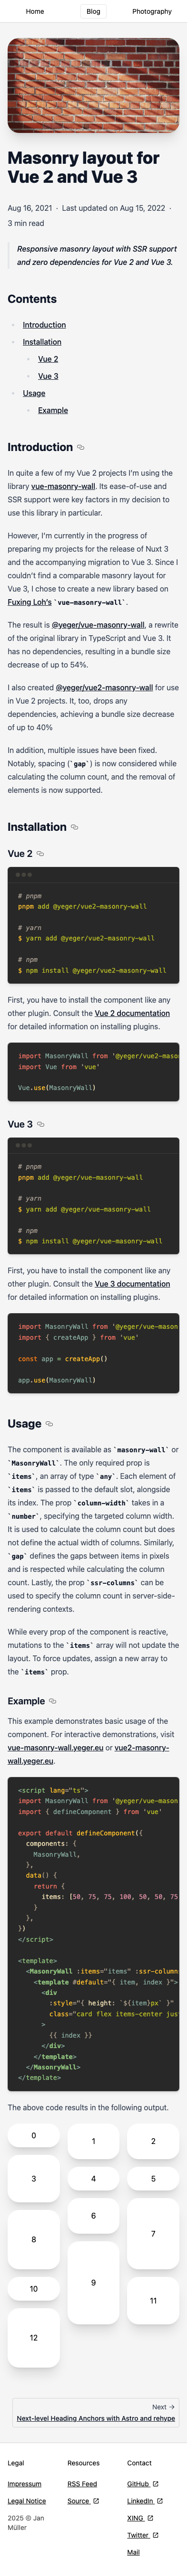 Home Blog Photography
Masonry layout for
Vue 2 and Vue 3
Aug 16, 2021 · Last updated on Aug 15, 2022 ·
3 min read
Responsive masonry layout with SSR support
and zero dependencies for Vue 2 and Vue 3.
Contents
Introduction
Installation
Vue 2
Vue 3
Usage
Example
Introduction
In quite a few of my Vue 2 projects I'm using the
library vue-masonry-wall. Its ease-of-use and
SSR support were key factors in my decision to
use this library in particular.
However, I'm currently in the progress of
preparing my projects for the release of Nuxt 3
and the accompanying migration to Vue 3. Since I
couldn't find a comparable masonry layout for
Vue 3, I chose to create a new library based on
Fuxing Loh's `vue-masonry-wall`.
The result is @yeger/vue-masonry-wall, a rewrite
of the original library in TypeScript and Vue 3. It
has no dependencies, resulting in a bundle size
decrease of up to 54%.
I also created @yeger/vue2-masonry-wall for use
in Vue 2 projects. It, too, drops any
dependencies, achieving a bundle size decrease
of up to 40%
In addition, multiple issues have been fixed.
Notably, spacing (`gap`) is now considered while
calculating the column count, and the removal of
elements is now supported.
Installation
Vue 2
# pnpm
pnpm add @yeger/vue2-masonry-wall
# yarn
$ yarn add @yeger/vue2-masonry-wall
# npm
$ npm install @yeger/vue2-masonry-wall
First, you to have install the component like any
other plugin. Consult the Vue 2 documentation
for detailed information on installing plugins.
import MasonryWall from '@yeger/vue2-mason
import Vue from 'vue'
Vue.use(MasonryWall)
Vue 3
# pnpm
pnpm add @yeger/vue-masonry-wall
# yarn
$ yarn add @yeger/vue-masonry-wall
# npm
$ npm install @yeger/vue-masonry-wall
First, you to have install the component like any
other plugin. Consult the Vue 3 documentation
for detailed information on installing plugins.
import MasonryWall from '@yeger/vue-mason
import { createApp } from 'vue'
const app = createApp()
app.use(MasonryWall)
Usage
The component is available as `masonry-wall` or
`MasonryWall`. The only required prop is
`items`, an array of type `any`. Each element of
`items` is passed to the default slot, alongside
its index. The prop `column-width` takes in a
`number`, specifying the targeted column width.
It is used to calculate the column count but does
not define the actual width of columns. Similarly,
`gap` defines the gaps between items in pixels
and is respected while calculating the column
count. Lastly, the prop `ssr-columns` can be
used to specify the column count in server-side-
rendering contexts.
While every prop of the component is reactive,
mutations to the `items` array will not update the
layout. To force updates, assign a new array to
the `items` prop.
Example
This example demonstrates basic usage of the
component. For interactive demonstrations, visit
vue-masonry-wall.yeger.eu or vue2-masonry-
wall.yeger.eu.
<script lang="ts">
import MasonryWall from '@yeger/vue-mason
import { defineComponent } from 'vue'
export default defineComponent({
components: {
MasonryWall,
},
data() {
return {
items: [50, 75, 75, 100, 50, 50, 75
}
},
})
</script>
<template>
<MasonryWall :items="items" :ssr-column
<template #default="{ item, index }">
<div
:style="{ height: `${item}px` }"
class="card flex items-center jus
>
{{ index }}
</div>
</template>
</MasonryWall>
</template>
The above code results in the following output.
0
1
2
3
4
5
6
7
8
9
10
11
12
Next →
Next-level Heading Anchors with Astro and rehype
Legal Resources Contact
Impressum RSS Feed GitHub
Legal Notice Source LinkedIn
2025 © Jan
Müller
XING
Twitter
Mail